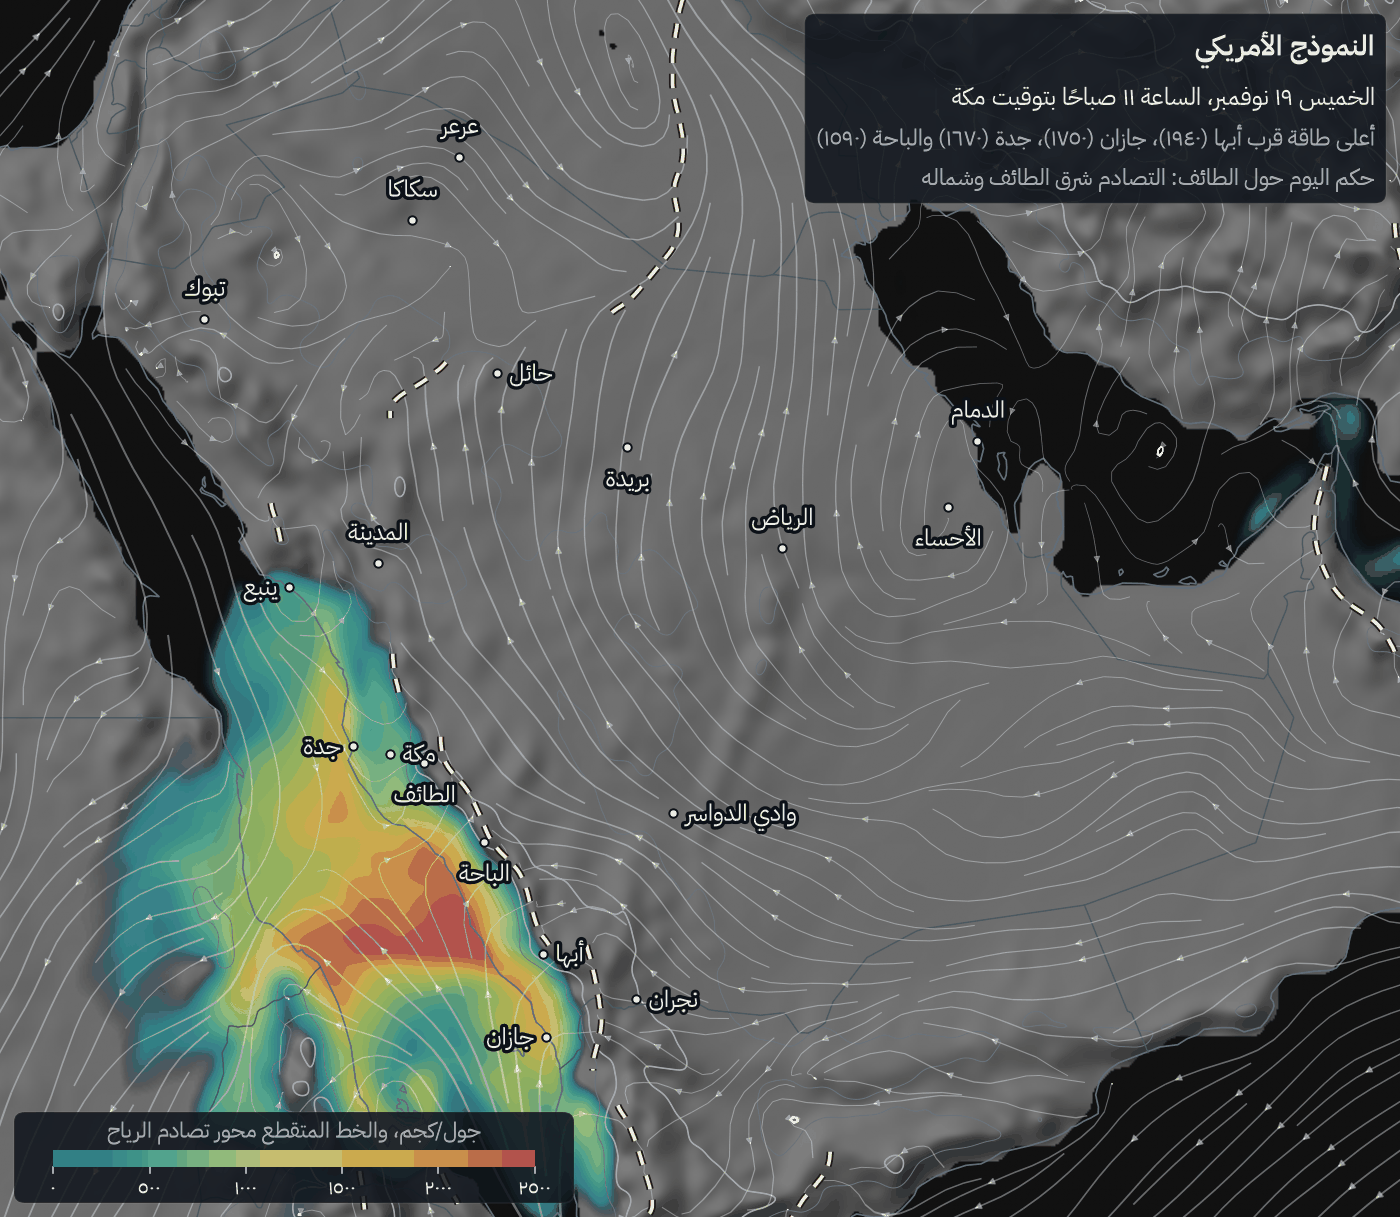 النموذج الأمريكي
الخميس ١٩ نوفمبر، الساعة ١١ صباحًا بتوقيت مكة
أعلى طاقة قرب أبها (١٩٤٠)، جازان (١٧٥٠)، جدة (١٦٧٠) والباحة (١٥٩٠)
حكم اليوم حول الطائف: التصادم شرق الطائف وشماله
عرعر
سكاكا
تبوك
حائل
الدمام
بريدة
الرياض
المدينة
الأحساء
ينبع
جدة
مكة
الطائف
وادي الدواسر
الباحة
أبها
نجران
جازان
جول/كجم، والخط المتقطع محور تصادم الرياح
٠ ٥٠٠ ١٠٠٠ ١٥٠٠ ٢٠٠٠ ٢٥٠٠